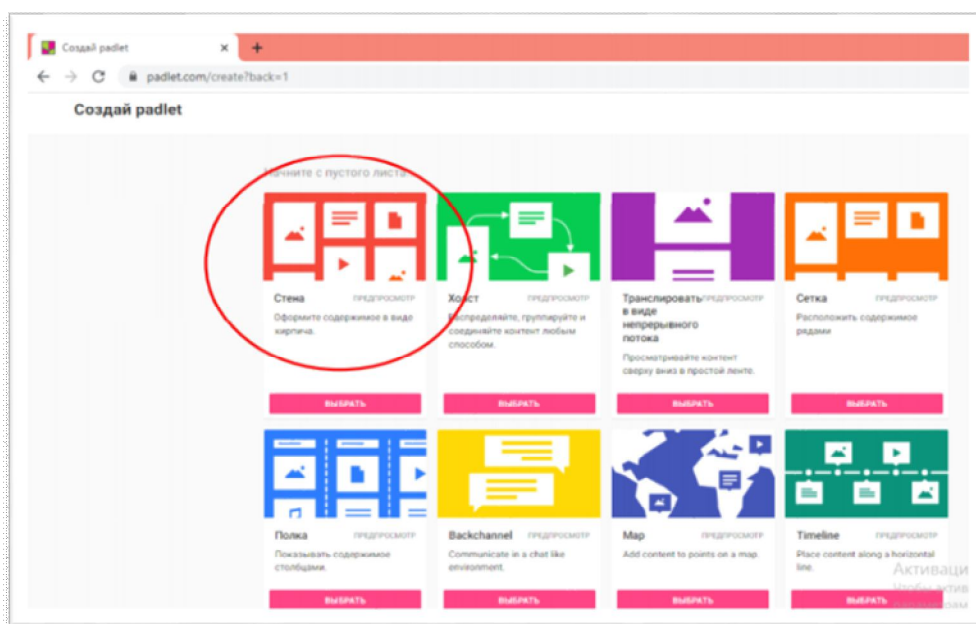 Создай padlet
padlet.com/create?back=1
Создай padlet
Начните с пустого листа
Стена ПРЕДПРОСМОТР
Оформите содержимое в виде
кирпича.
ВЫБРАТЬ
Холст ПРЕДПРОСМОТР
Распределяйте, группируйте и
соединяйте контент любым
способом.
ВЫБРАТЬ
Транслировать ПРЕДПРОСМОТР
в виде
непрерывного
потока
Просматривайте контент
сверху вниз в простой ленте.
ВЫБРАТЬ
Сетка ПРЕДПРОСМОТР
Расположить содержимое
рядами
ВЫБРАТЬ
Полка ПРЕДПРОСМОТР
Показывать содержимое
столбцами.
ВЫБРАТЬ
Backchannel ПРЕДПРОСМОТР
Communicate in a chat like
environment.
ВЫБРАТЬ
Map ПРЕДПРОСМОТР
Add content to points on a map.
ВЫБРАТЬ
Timeline ПРЕДПРОСМОТР
Place content along a horizontal
line.
ВЫБРАТЬ
Активаци
Чтобы актив